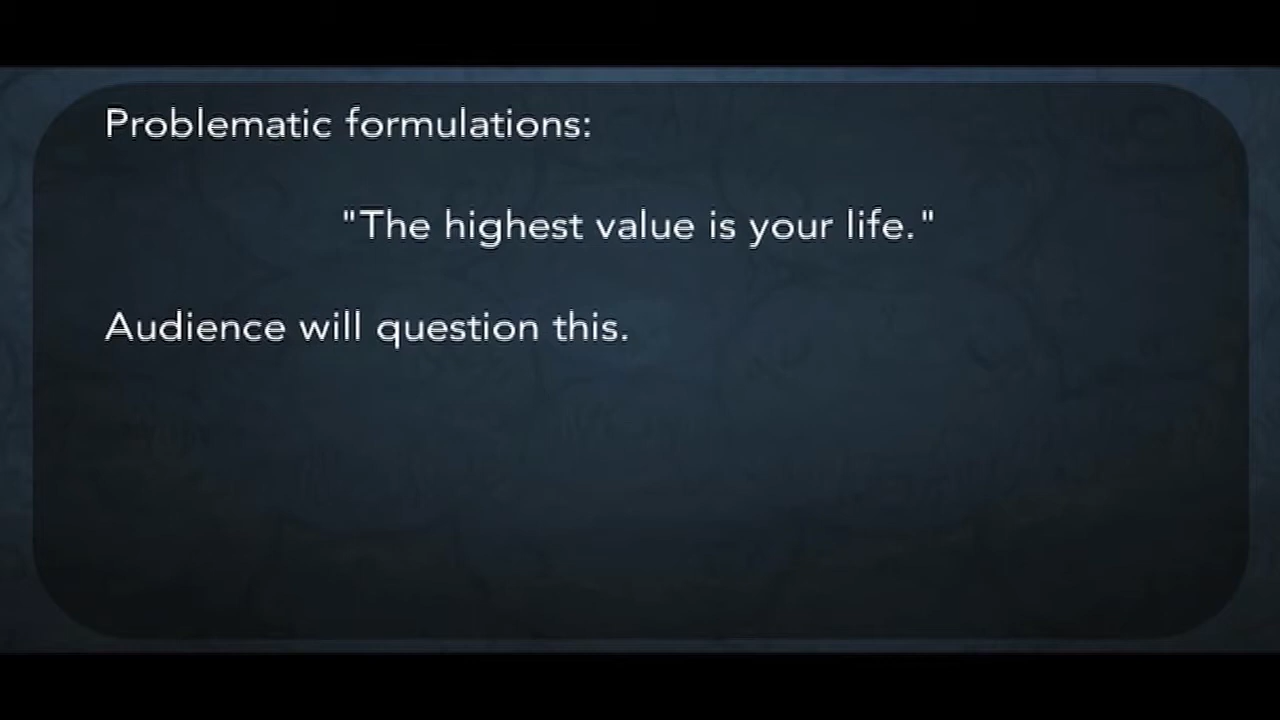 Problematic formulations:
"The highest value is your life."
Audience will question this.